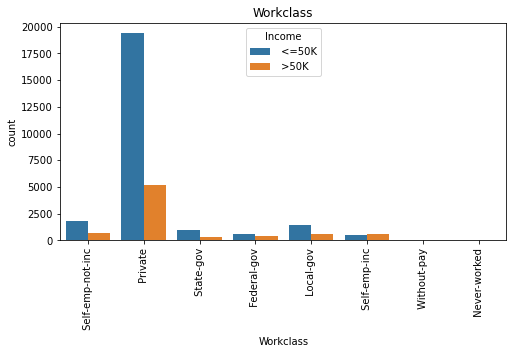 Workclass
Income
<=50K
>50K
count
20000
17500
15000
12500
10000
7500
5000
2500
0
Self-emp-not-inc
Private
State-gov
Federal-gov
Local-gov
Self-emp-inc
Without-pay
Never-worked
Workclass